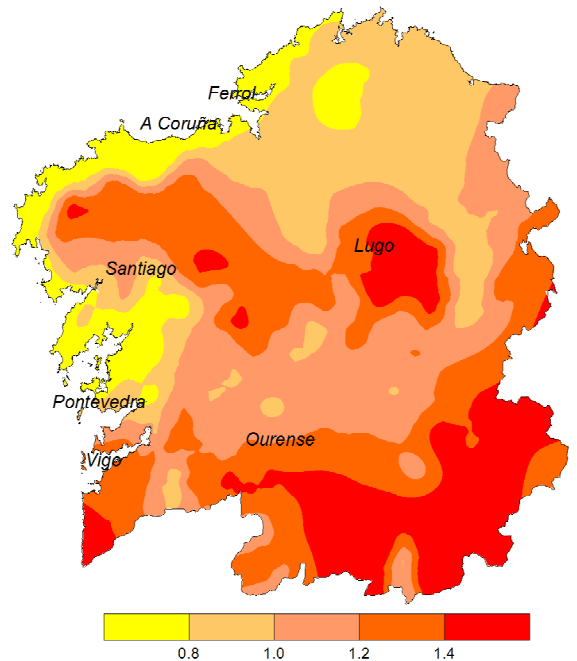 Ferrol
A Coruña
Lugo
Santiago
Pontevedra
Ourense
Vigo
0.8 1.0 1.2 1.4